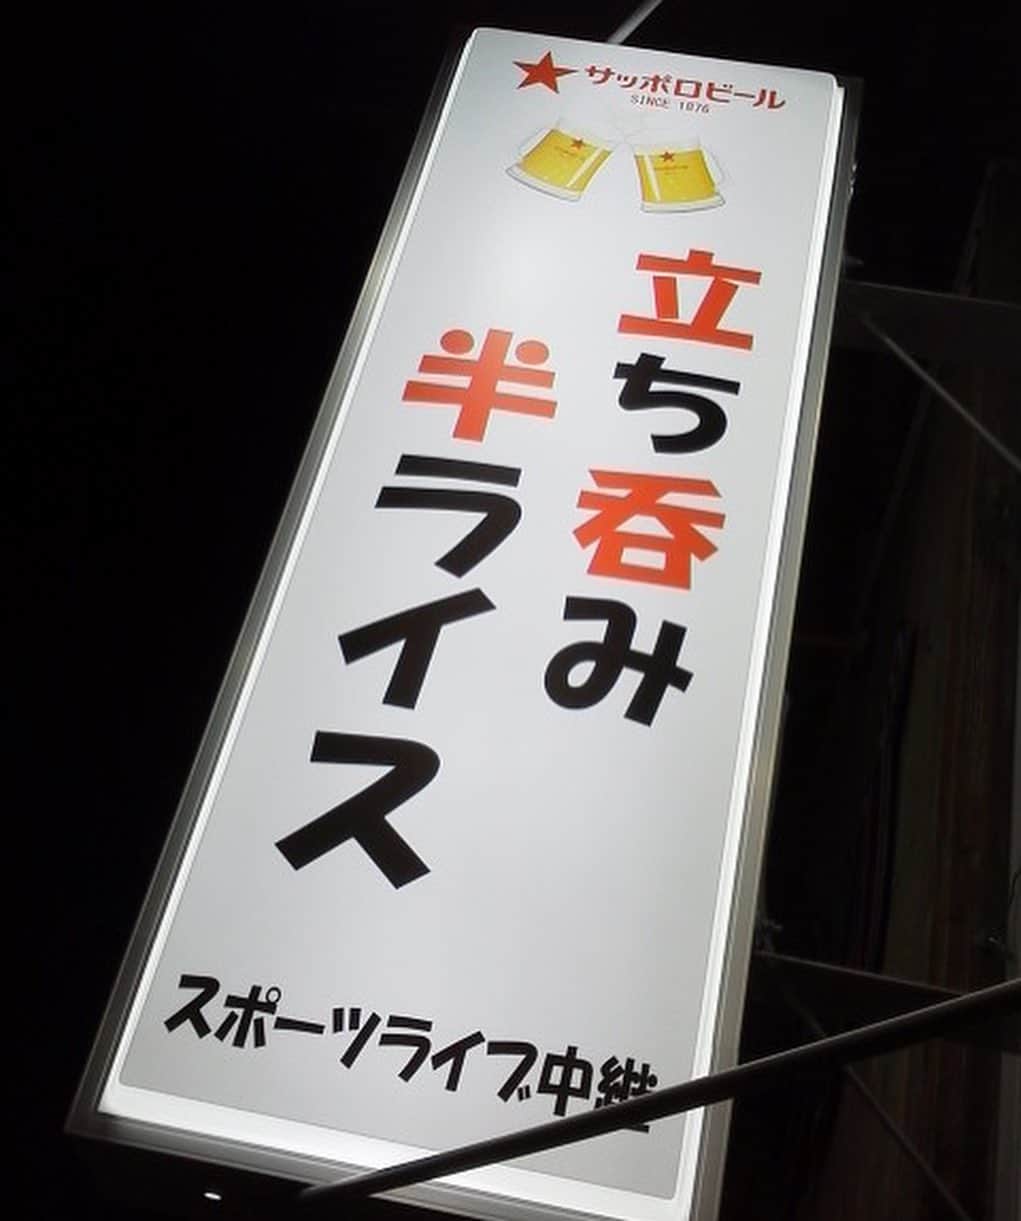 サッポロビール
SINCE 1876
立ち呑み
半ライス
スポーツライブ中継